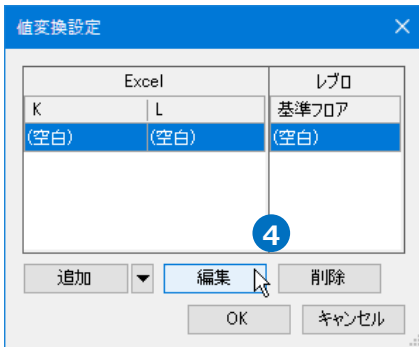 値変換設定
Excel レブロ
K L 基準フロア
(空白) (空白) (空白)
4
追加 編集 削除
OK キャンセル